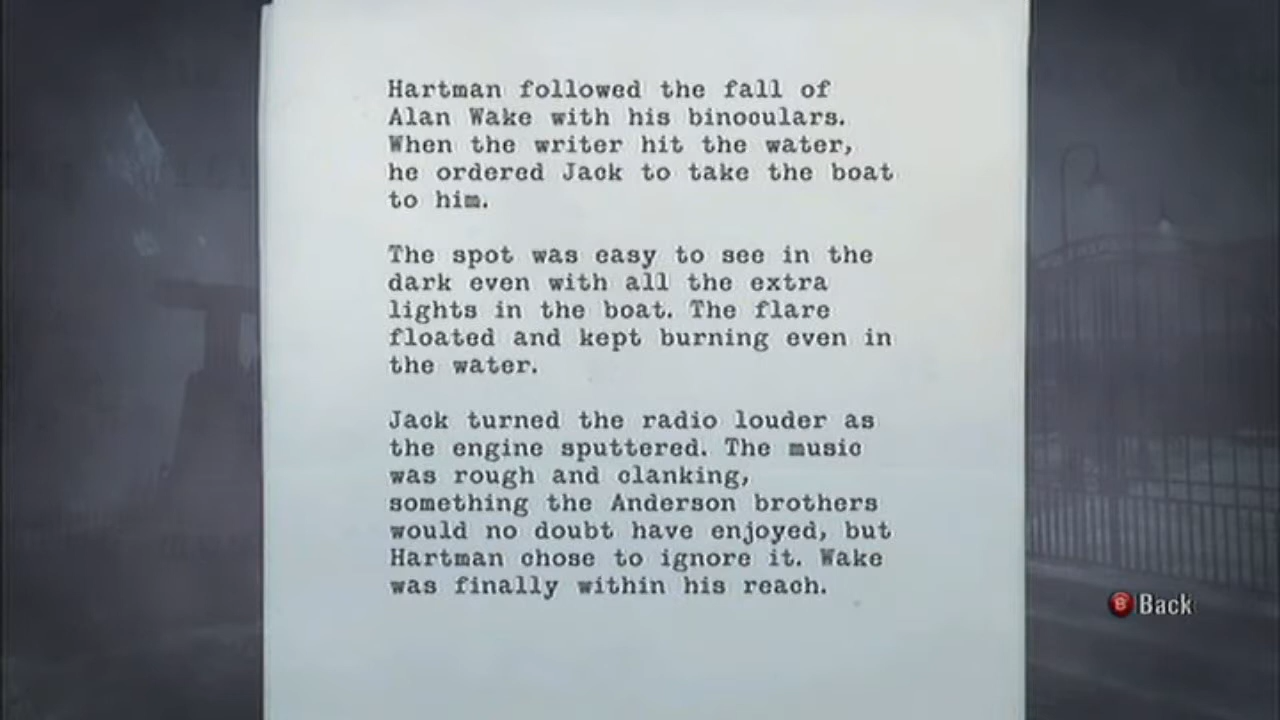 Hartman followed the fall of
Alan Wake with his binoculars.
When the writer hit the water,
he ordered Jack to take the boat
to him.
The spot was easy to see in the
dark even with all the extra
lights in the boat. The flare
floated and kept burning even in
the water.
Jack turned the radio louder as
the engine sputtered. The music
was rough and clanking,
something the Anderson brothers
would no doubt have enjoyed, but
Hartman chose to ignore it. Wake
was finally within his reach.
B Back